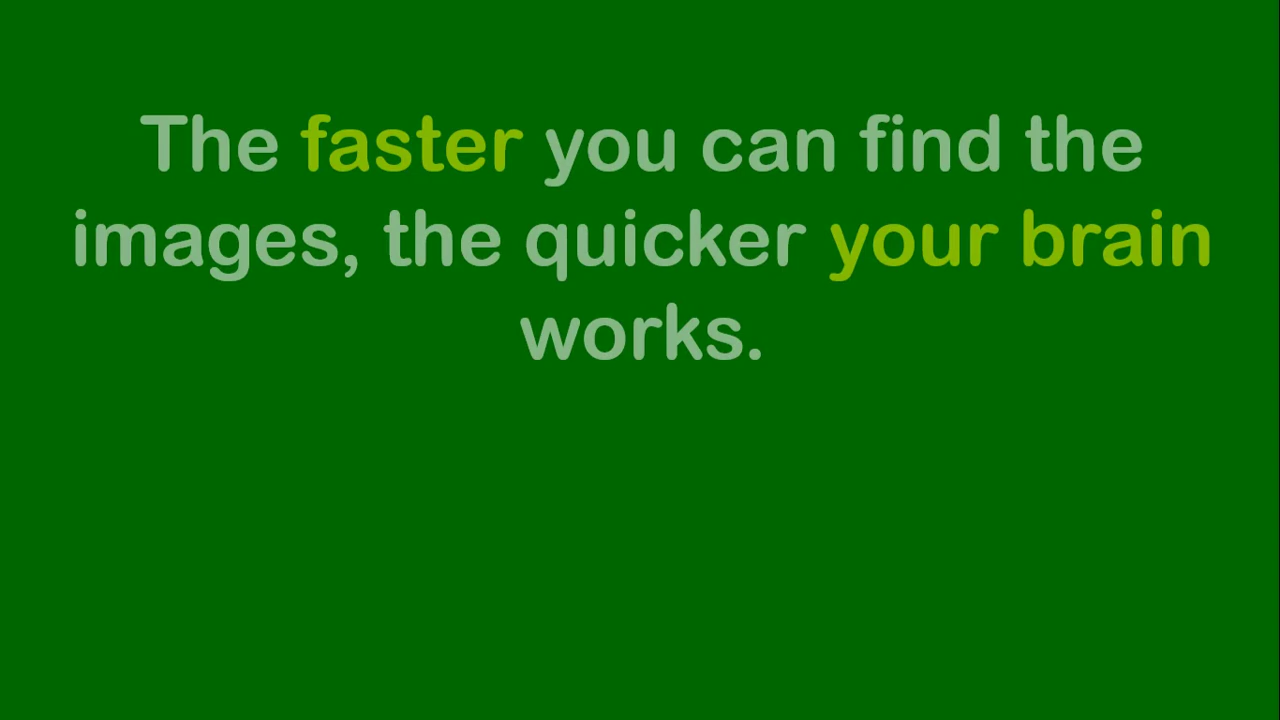 The faster you can find the
images, the quicker your brain
works.